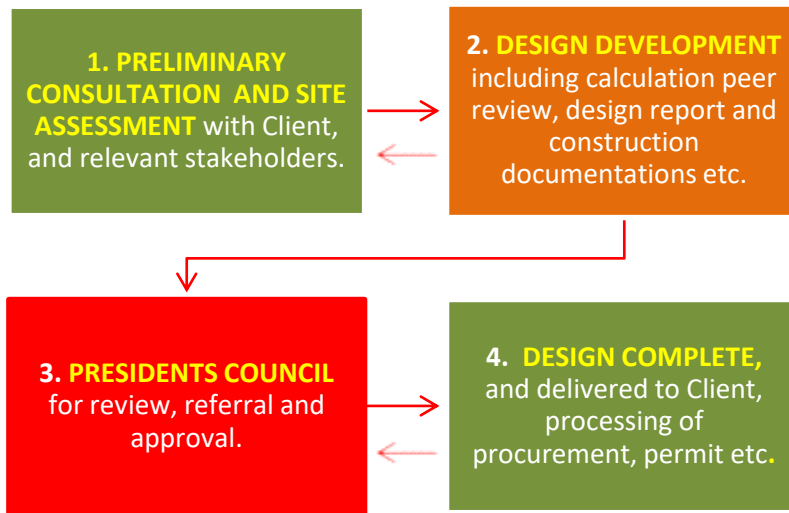 1. PRELIMINARY
CONSULTATION AND SITE
ASSESSMENT with Client,
and relevant stakeholders.
2. DESIGN DEVELOPMENT
including calculation peer
review, design report and
construction
documentations etc.
3. PRESIDENTS COUNCIL
for review, referral and
approval.
4. DESIGN COMPLETE,
and delivered to Client,
processing of
procurement, permit etc.